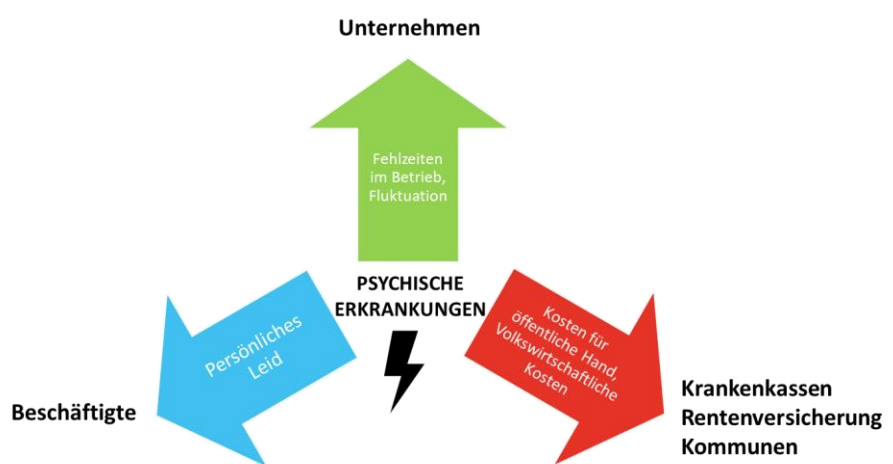 Unternehmen
Fehlzeiten
im Betrieb,
Fluktuation
PSYCHISCHE
ERKRANKUNGEN
Persönliches
Leid
Kosten für
öffentliche Hand,
Volkswirtschaftliche
Kosten
Beschäftigte
Krankenkassen
Rentenversicherung
Kommunen